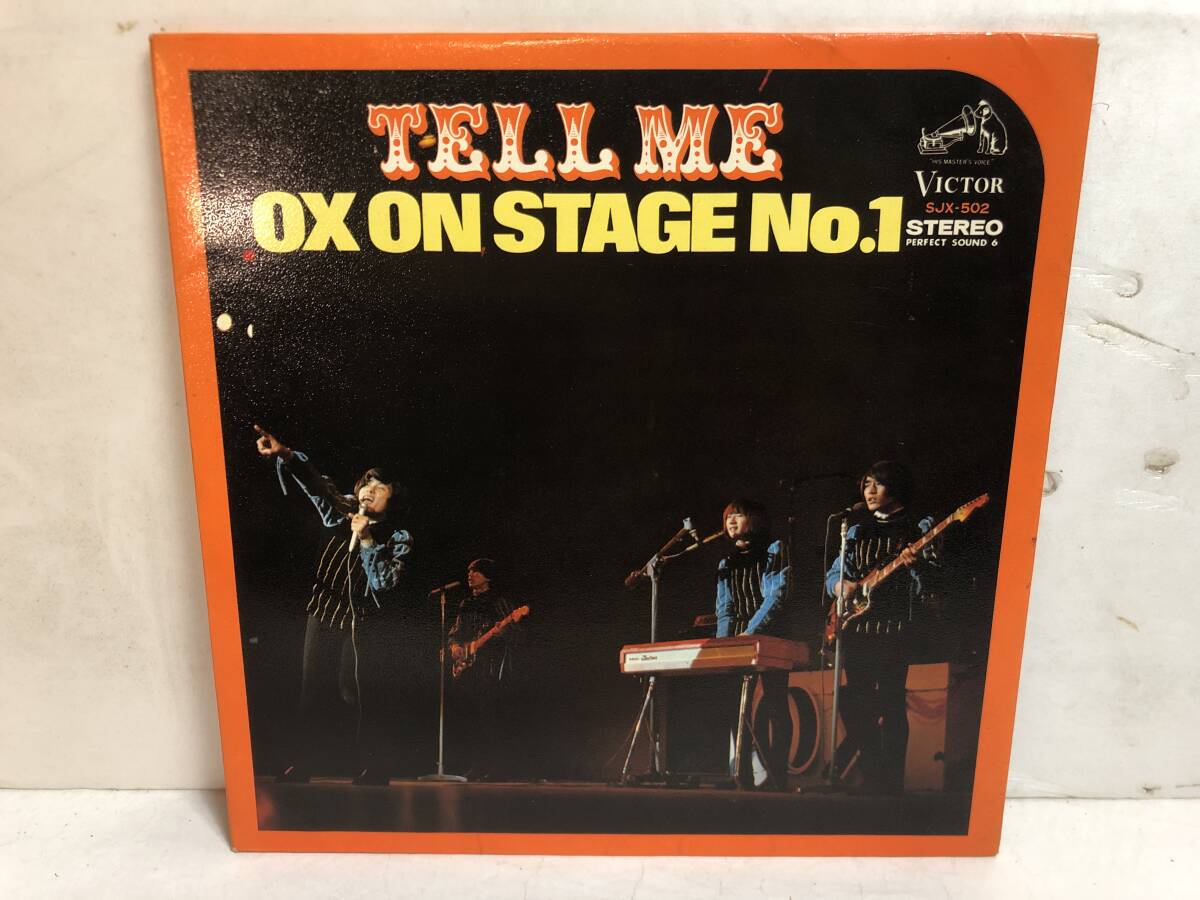 TELL ME
OX ON STAGE No.1
"HIS MASTER'S VOICE"
VICTOR
SJX-502
STEREO
PERFECT SOUND 6